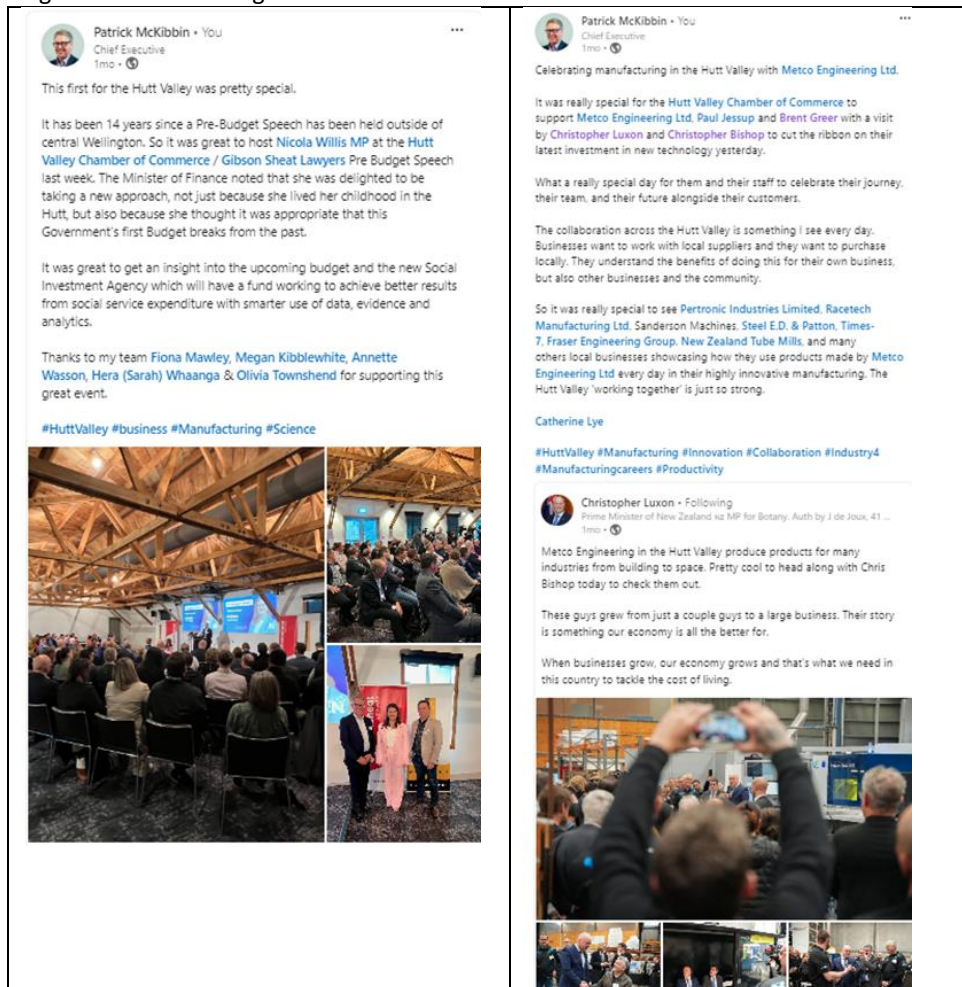 Patrick McKibbin • You
Chief Executive
1mo •
This first for the Hutt Valley was pretty special.
It has been 14 years since a Pre-Budget Speech has been held outside of
central Wellington. So it was great to host Nicola Willis MP at the Hutt
Valley Chamber of Commerce / Gibson Sheat Lawyers Pre Budget Speech
last week. The Minister of Finance noted that she was delighted to be
taking a new approach, not just because she lived her childhood in the
Hutt, but also because she thought it was appropriate that this
Government's first Budget breaks from the past.
It was great to get an insight into the upcoming budget and the new Social
Investment Agency which will have a fund working to achieve better results
from social service expenditure with smarter use of data, evidence and
analytics.
Thanks to my team Fiona Mawley, Megan Kibblewhite, Annette
Wasson, Hera (Sarah) Whaanga & Olivia Townshend for supporting this
great event.
#HuttValley #business #Manufacturing #Science
Patrick McKibbin • You
Chief Executive
1mo •
Celebrating manufacturing in the Hutt Valley with Metco Engineering Ltd.
It was really special for the Hutt Valley Chamber of Commerce to
support Metco Engineering Ltd, Paul Jessup and Brent Greer with a visit
by Christopher Luxon and Christopher Bishop to cut the ribbon on their
latest investment in new technology yesterday.
What a really special day for them and their staff to celebrate their journey,
their team, and their future alongside their customers.
The collaboration across the Hutt Valley is something I see every day.
Businesses want to work with local suppliers and they want to purchase
locally. They understand the benefits of doing this for their own business,
but also other businesses and the community.
So it was really special to see Pertronic Industries Limited, Racetech
Manufacturing Ltd, Sanderson Machines, Steel E.D. & Patton, Times-
7, Fraser Engineering Group, New Zealand Tube Mills, and many
others local businesses showcasing how they use products made by Metco
Engineering Ltd every day in their highly innovative manufacturing. The
Hutt Valley 'working together' is just so strong.
Catherine Lye
#HuttValley #Manufacturing #Innovation #Collaboration #Industry4
#Manufacturingcareers #Productivity
Christopher Luxon • Following
Prime Minister of New Zealand NZ MP for Botany. Auth by J de Joux, 41 ...
1mo •
Metco Engineering in the Hutt Valley produce products for many
industries from building to space. Pretty cool to head along with Chris
Bishop today to check them out.
These guys grew from just a couple guys to a large business. Their story
is something our economy is all the better for.
When businesses grow, our economy grows and that's what we need in
this country to tackle the cost of living.